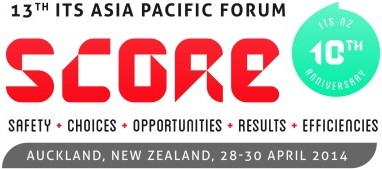 13TH ITS ASIA PACIFIC FORUM
SCORE
ITS NZ
10TH
ANNIVERSARY
SAFETY + CHOICES + OPPORTUNITIES + RESULTS + EFFICIENCIES
AUCKLAND, NEW ZEALAND, 28-30 APRIL 2014